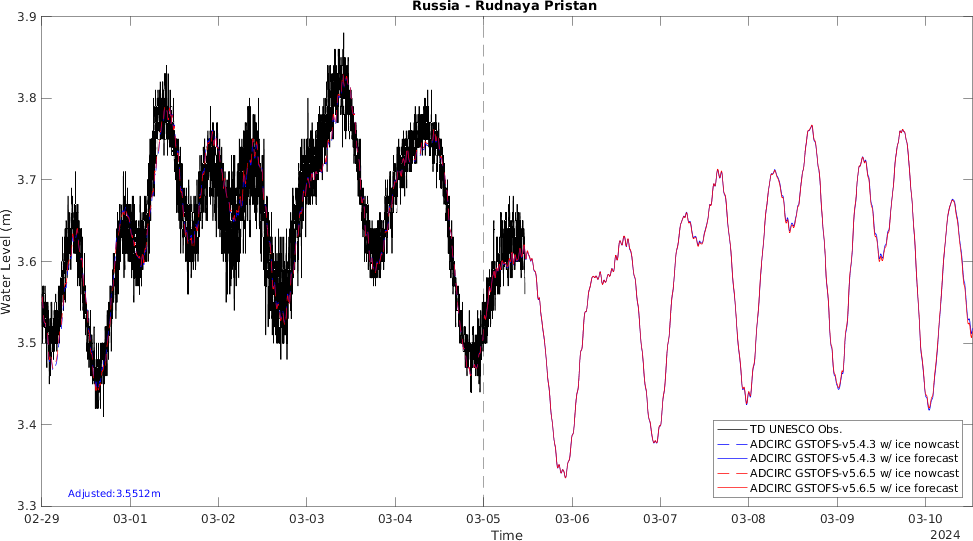 Russia - Rudnaya Pristan
3.9
3.8
3.7
3.6
3.5
3.4
3.3
Water Level (m)
Adjusted:3.5512m
TD UNESCO Obs.
ADCIRC GSTOFS-v5.4.3 w/ ice nowcast
ADCIRC GSTOFS-v5.4.3 w/ ice forecast
ADCIRC GSTOFS-v5.6.5 w/ ice nowcast
ADCIRC GSTOFS-v5.6.5 w/ ice forecast
02-29 03-01 03-02 03-03 03-04 03-05 03-06 03-07 03-08 03-09 03-10
Time
2024